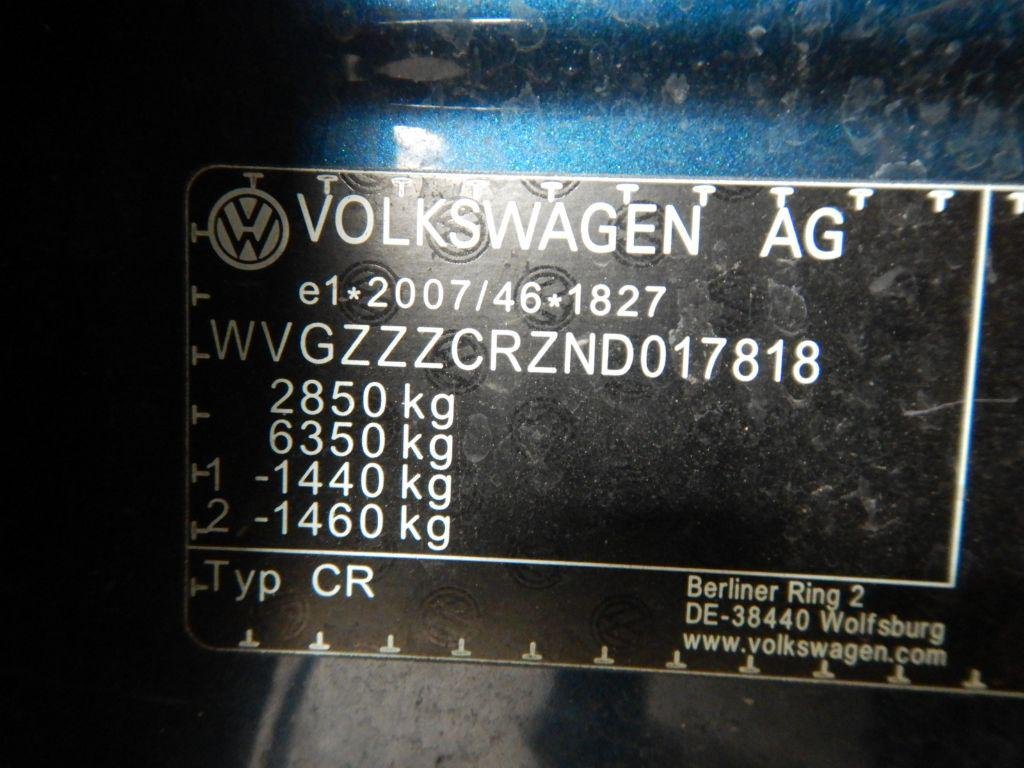 VOLKSWAGEN AG
e1*2007/46*1827
WVGZZZCRZND017818
2850 kg
6350 kg
1 -1440 kg
2 -1460 kg
Typ CR
Berliner Ring 2
DE-38440 Wolfsburg
www.volkswagen.com